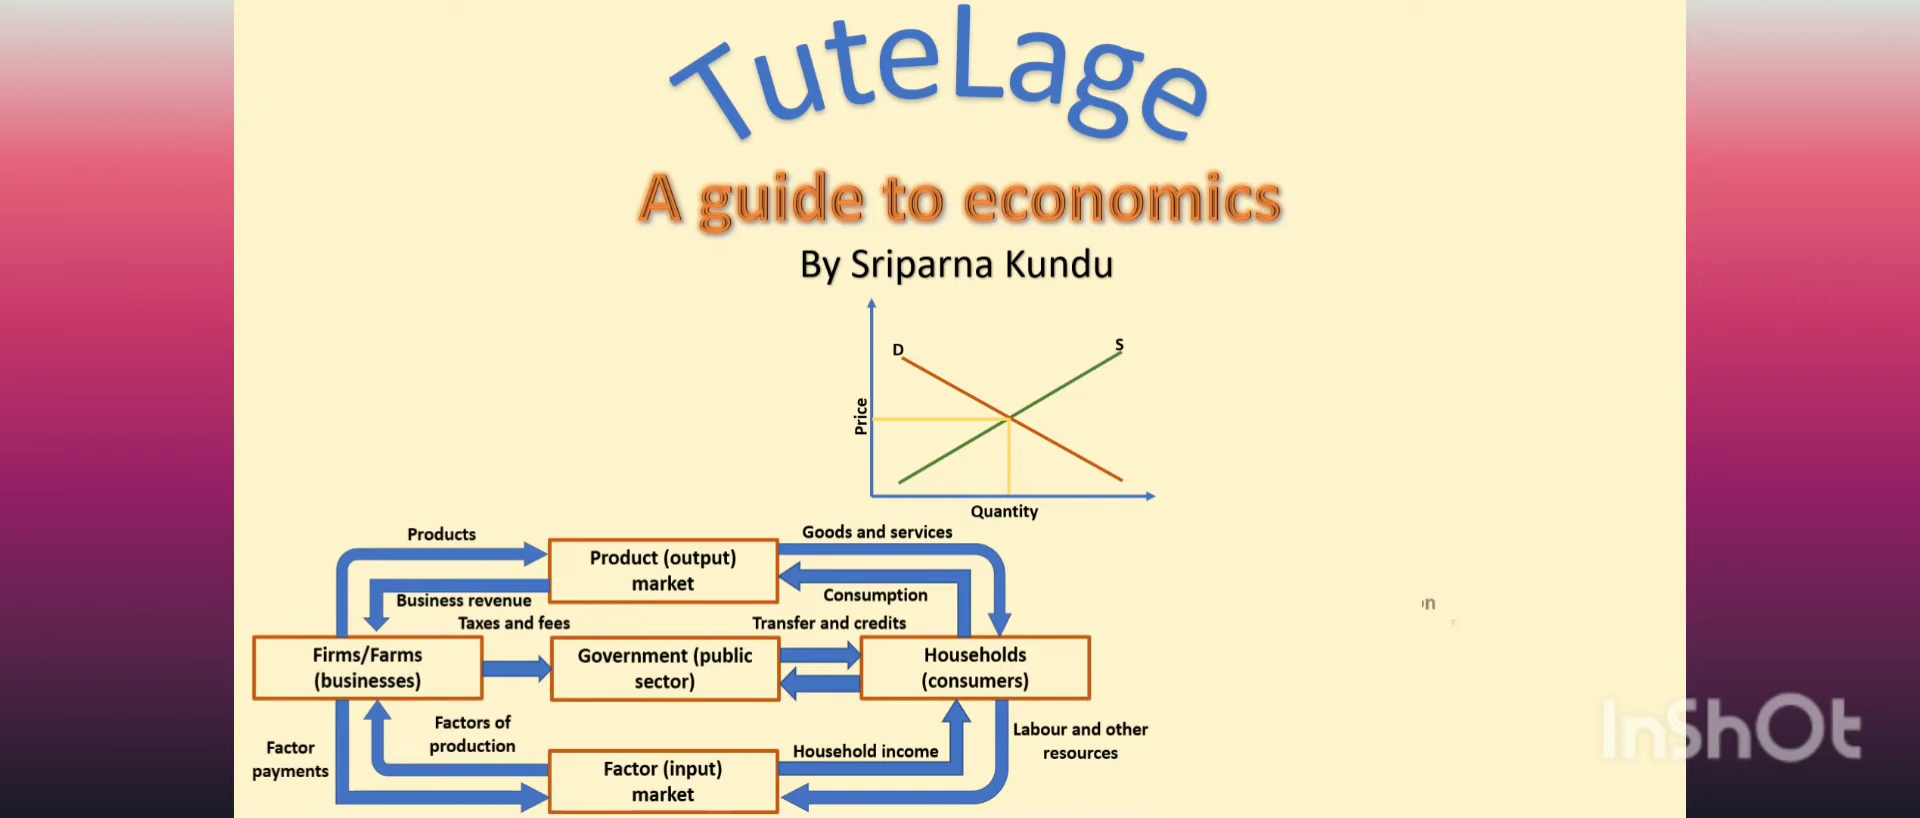 TuteLage
A guide to economics
By Sriparna Kundu
D
S
Price
Quantity
Products
Goods and services
Product (output)
market
Business revenue
Consumption
Taxes and fees
Transfer and credits
Firms/Farms
(businesses)
Government (public
sector)
Households
(consumers)
Factors of
production
Labour and other
resources
Factor
payments
Household income
Factor (input)
market
InShOt